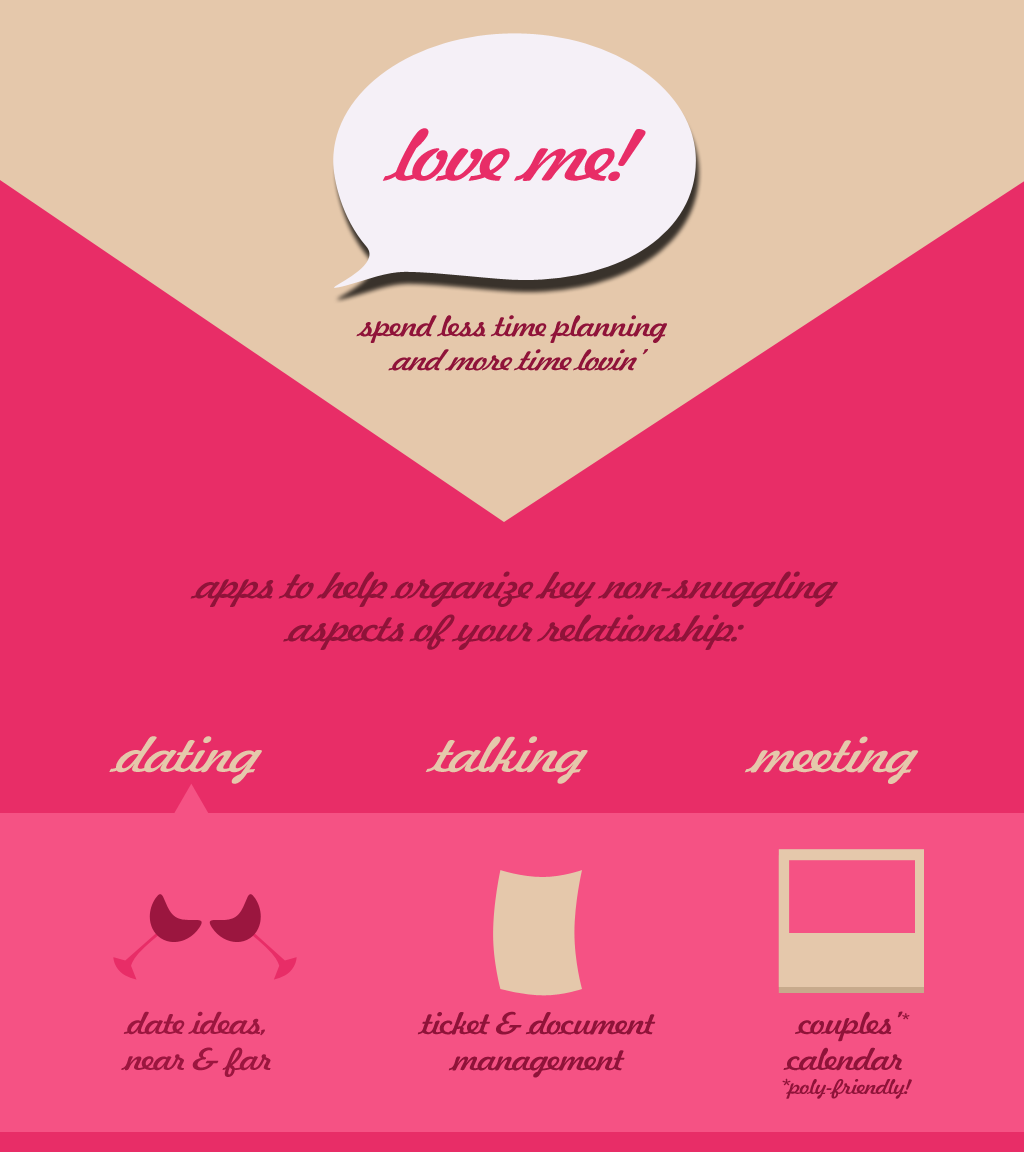 love me!
spend less time planning
and more time lovin'
apps to help organize key non-snuggling
aspects of your relationship:
dating
talking
meeting
date ideas,
near & far
ticket & document
management
couples'*
calendar
*poly-friendly!